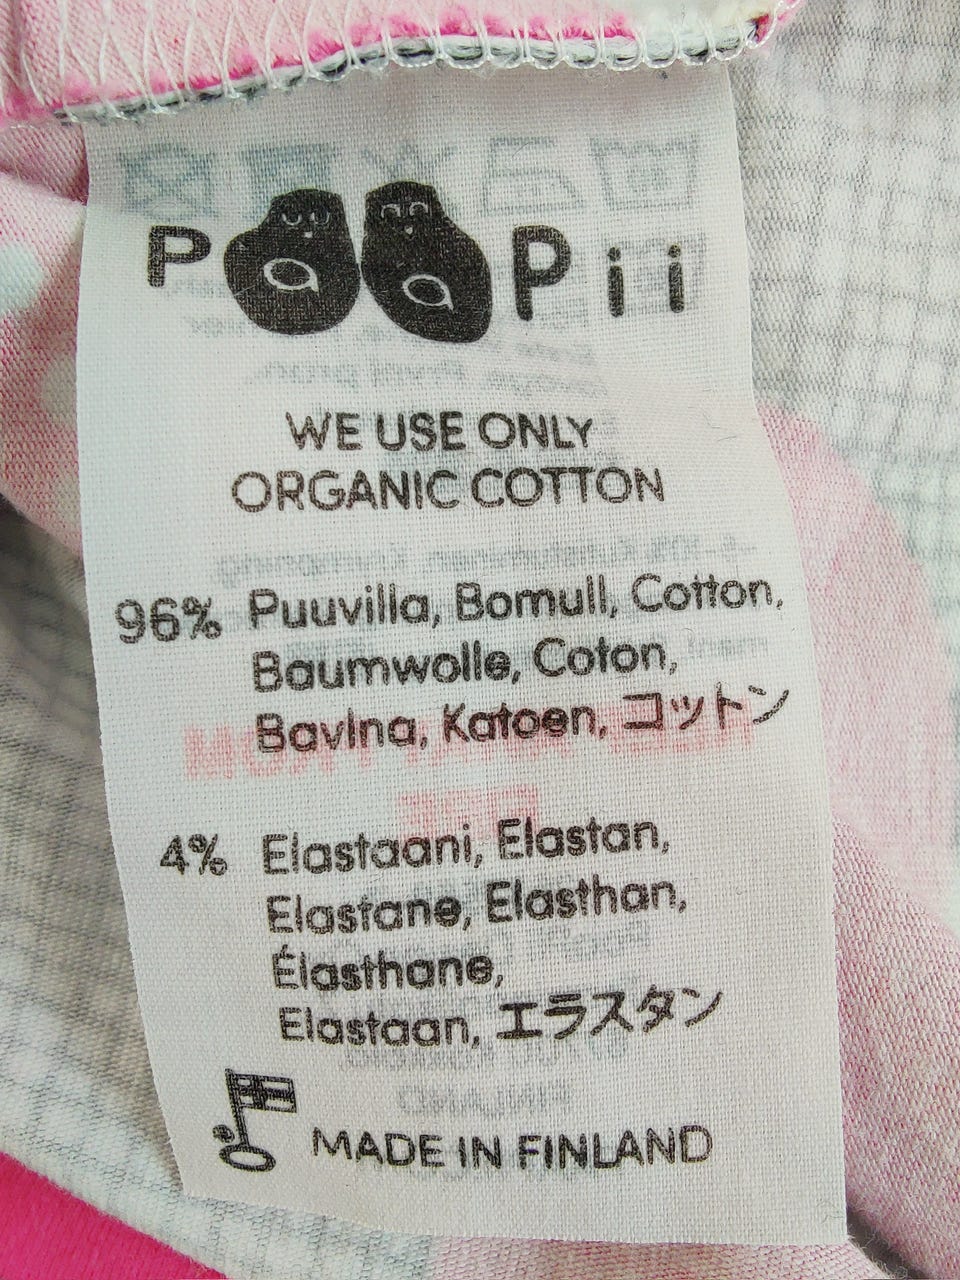 POOPii
WE USE ONLY
ORGANIC COTTON
96% Puuvilla, Bomull, Cotton,
Baumwolle, Coton,
Bavlna, Katoen, コットン
4% Elastaani, Elastan,
Elastane, Elasthan,
Élasthane,
Elastaan, エラスタン
MADE IN FINLAND